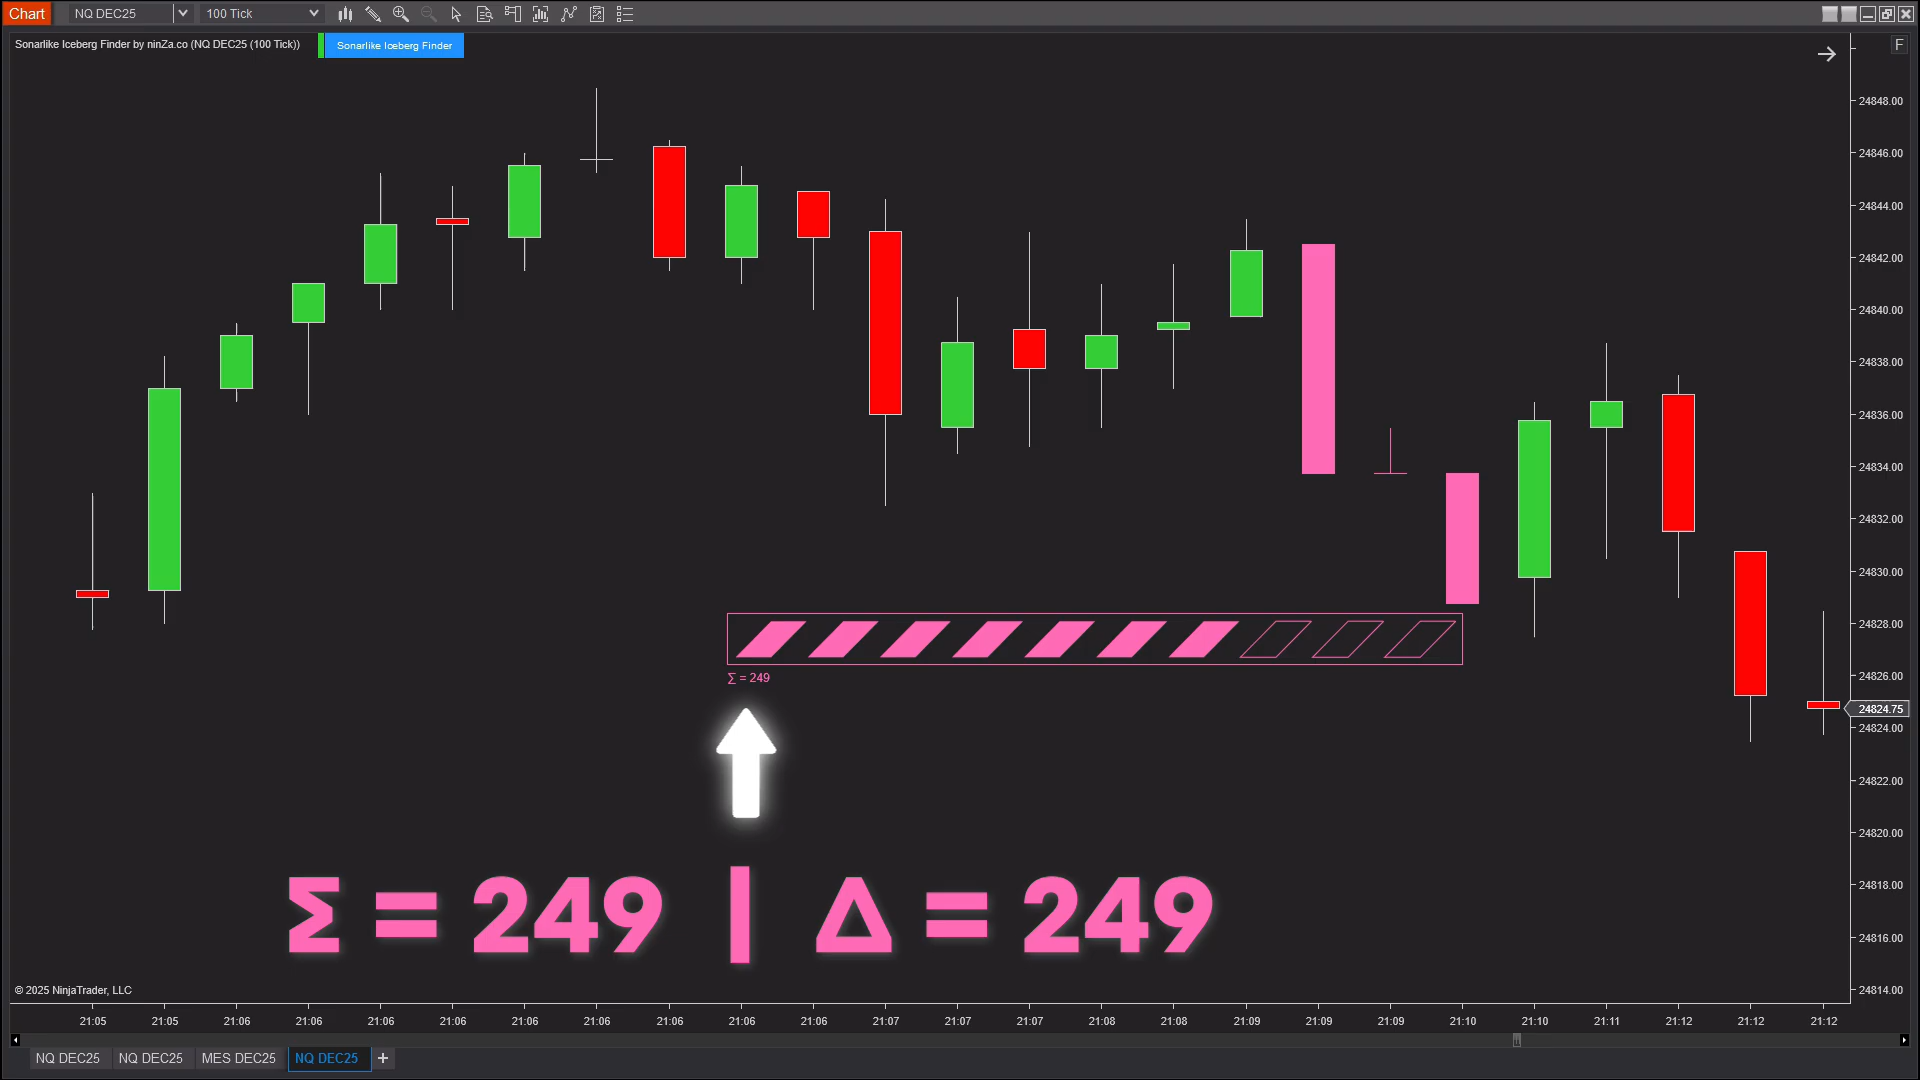 Chart
NQ DEC25
100 Tick
Sonarlike Iceberg Finder by ninZa.co (NQ DEC25 (100 Tick))
Sonarlike Iceberg Finder
F
24848.00
24846.00
24844.00
24842.00
24840.00
24838.00
24836.00
24834.00
24832.00
24830.00
24828.00
24826.00
24824.75
24824.00
24822.00
24820.00
24818.00
24816.00
24814.00
∑ = 249
Σ = 249 | Δ = 249
© 2025 NinjaTrader, LLC
21:05 21:05 21:06 21:06 21:06 21:06 21:06 21:06 21:06 21:06 21:06 21:07 21:07 21:07 21:08 21:08 21:09 21:09 21:09 21:10 21:10 21:11 21:12 21:12 21:12
NQ DEC25 NQ DEC25 MES DEC25 NQ DEC25 +